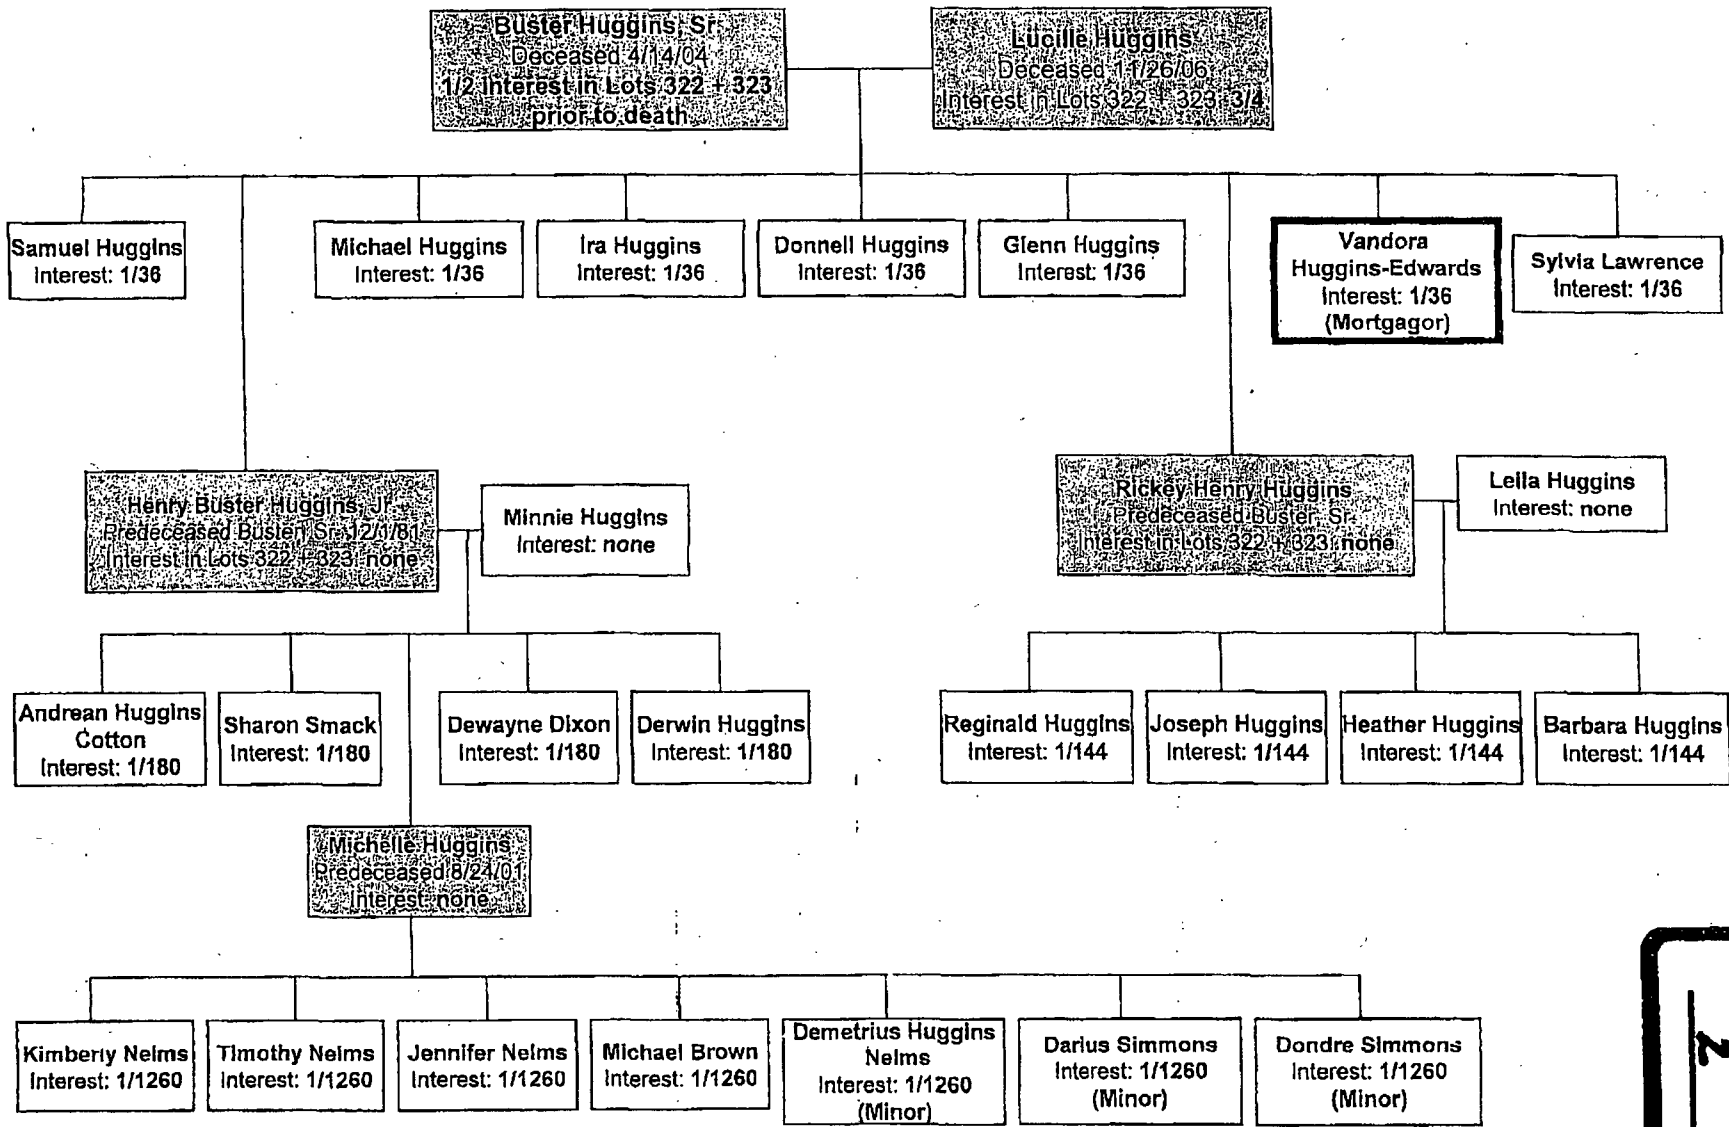 Buster Huggins, Sr.
Deceased 4/14/04
1/2 Interest in Lots 322 + 323
prior to death
Lucille Huggins
Deceased 11/26/06
Interest in Lots 322 + 323: 3/4
Samuel Huggins
Interest: 1/36
Michael Huggins
Interest: 1/36
Ira Huggins
Interest: 1/36
Donnell Huggins
Interest: 1/36
Glenn Huggins
Interest: 1/36
Vandora
Huggins-Edwards
Interest: 1/36
(Mortgagor)
Sylvia Lawrence
Interest: 1/36
Henry Buster Huggins, Jr.
Predeceased Buster, Sr. 12/1/81
Interest in Lots 322 + 323: none
Minnie Huggins
Interest: none
Rickey Henry Huggins
Predeceased Buster, Sr.
Interest in Lots 322 + 323: none
Leila Huggins
Interest: none
Andrean Huggins
Cotton
Interest: 1/180
Sharon Smack
Interest: 1/180
Dewayne Dixon
Interest: 1/180
Derwin Huggins
Interest: 1/180
Reginald Huggins
Interest: 1/144
Joseph Huggins
Interest: 1/144
Heather Huggins
Interest: 1/144
Barbara Huggins
Interest: 1/144
Michelle Huggins
Predeceased 8/24/01
Interest: none
Kimberly Nelms
Interest: 1/1260
Timothy Nelms
Interest: 1/1260
Jennifer Nelms
Interest: 1/1260
Michael Brown
Interest: 1/1260
Demetrius Huggins
Nelms
Interest: 1/1260
(Minor)
Darius Simmons
Interest: 1/1260
(Minor)
Dondre Simmons
Interest: 1/1260
(Minor)